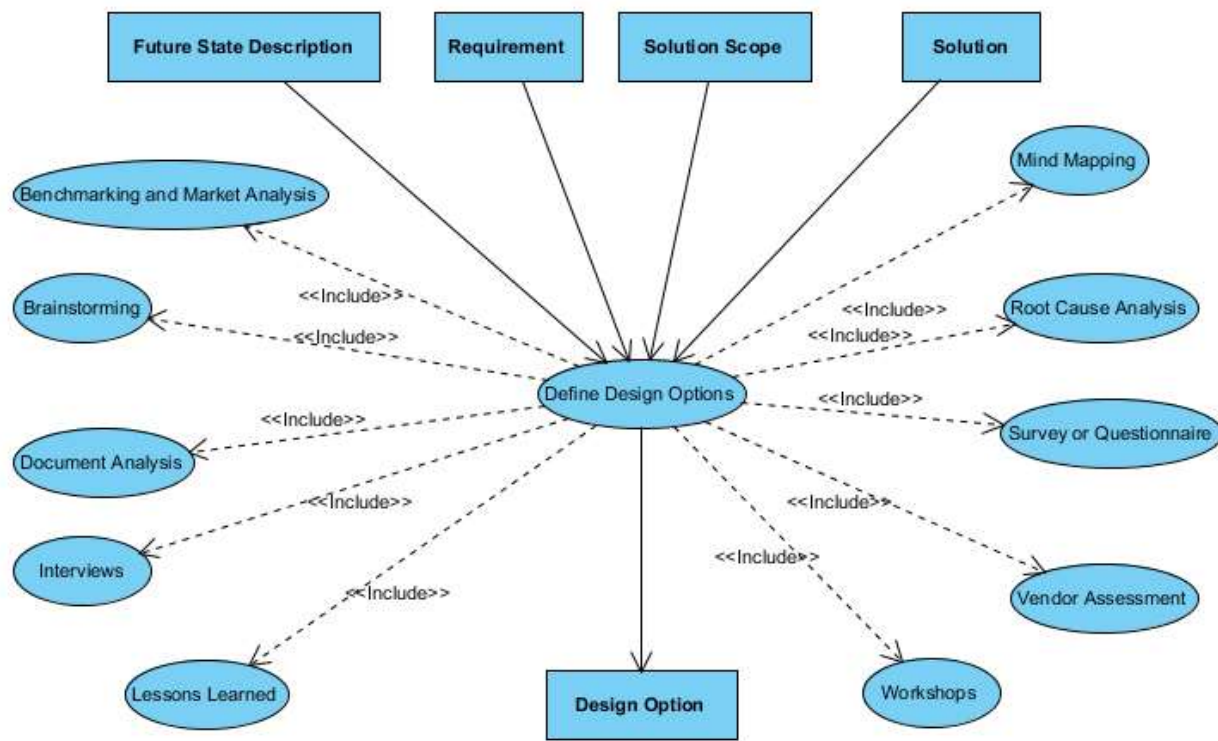 Future State Description
Requirement
Solution Scope
Solution
Mind Mapping
Benchmarking and Market Analysis
<<Include>>
Brainstorming
<<Include>>
<<Include>>
Root Cause Analysis
<<Include>>
Define Design Options
<<Include>>
<<Include>>
Survey or Questionnaire
Document Analysis
<<Include>>
<<Include>>
Interviews
<<Include>>
<<Include>>
Vendor Assessment
Lessons Learned
Design Option
Workshops